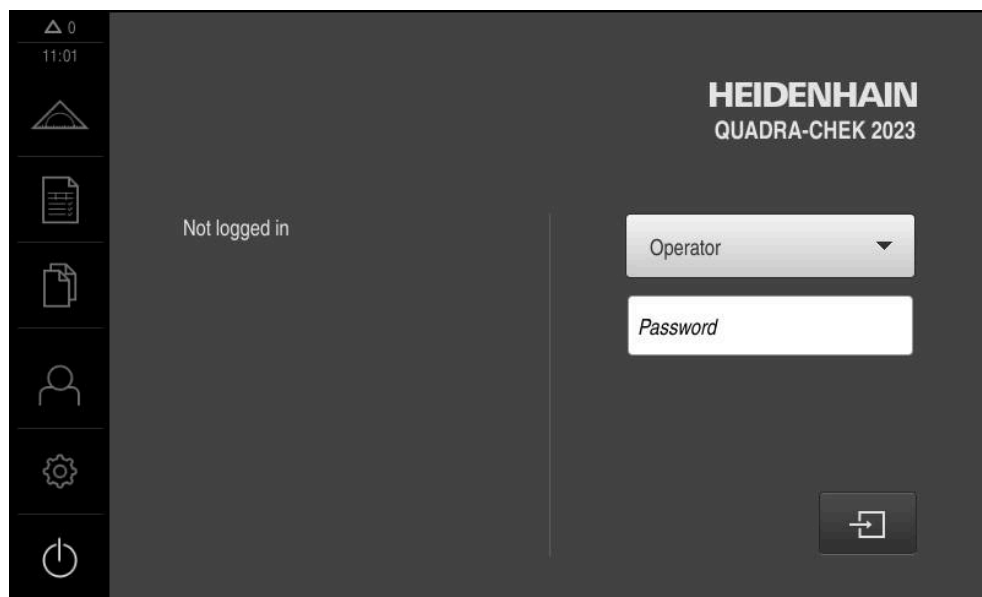 0
11:01
HEIDENHAIN
QUADRA-CHEK 2023
Not logged in
Operator
Password